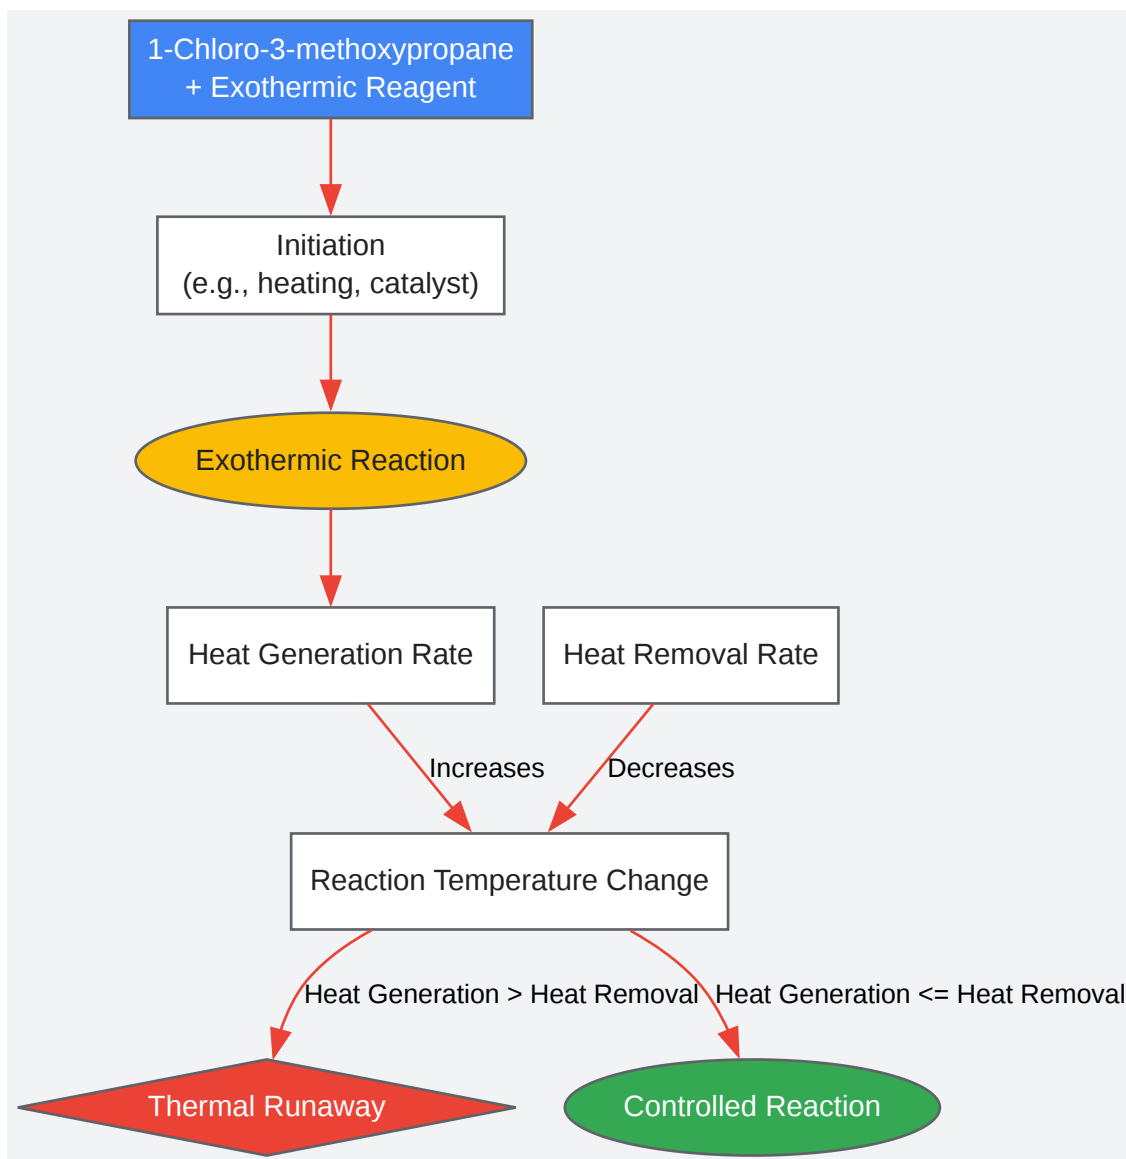 1-Chloro-3-methoxypropane
+ Exothermic Reagent
Initiation
(e.g., heating, catalyst)
Exothermic Reaction
Heat Generation Rate
Heat Removal Rate
Increases
Decreases
Reaction Temperature Change
Heat Generation > Heat Removal
Heat Generation <= Heat Removal
Thermal Runaway
Controlled Reaction